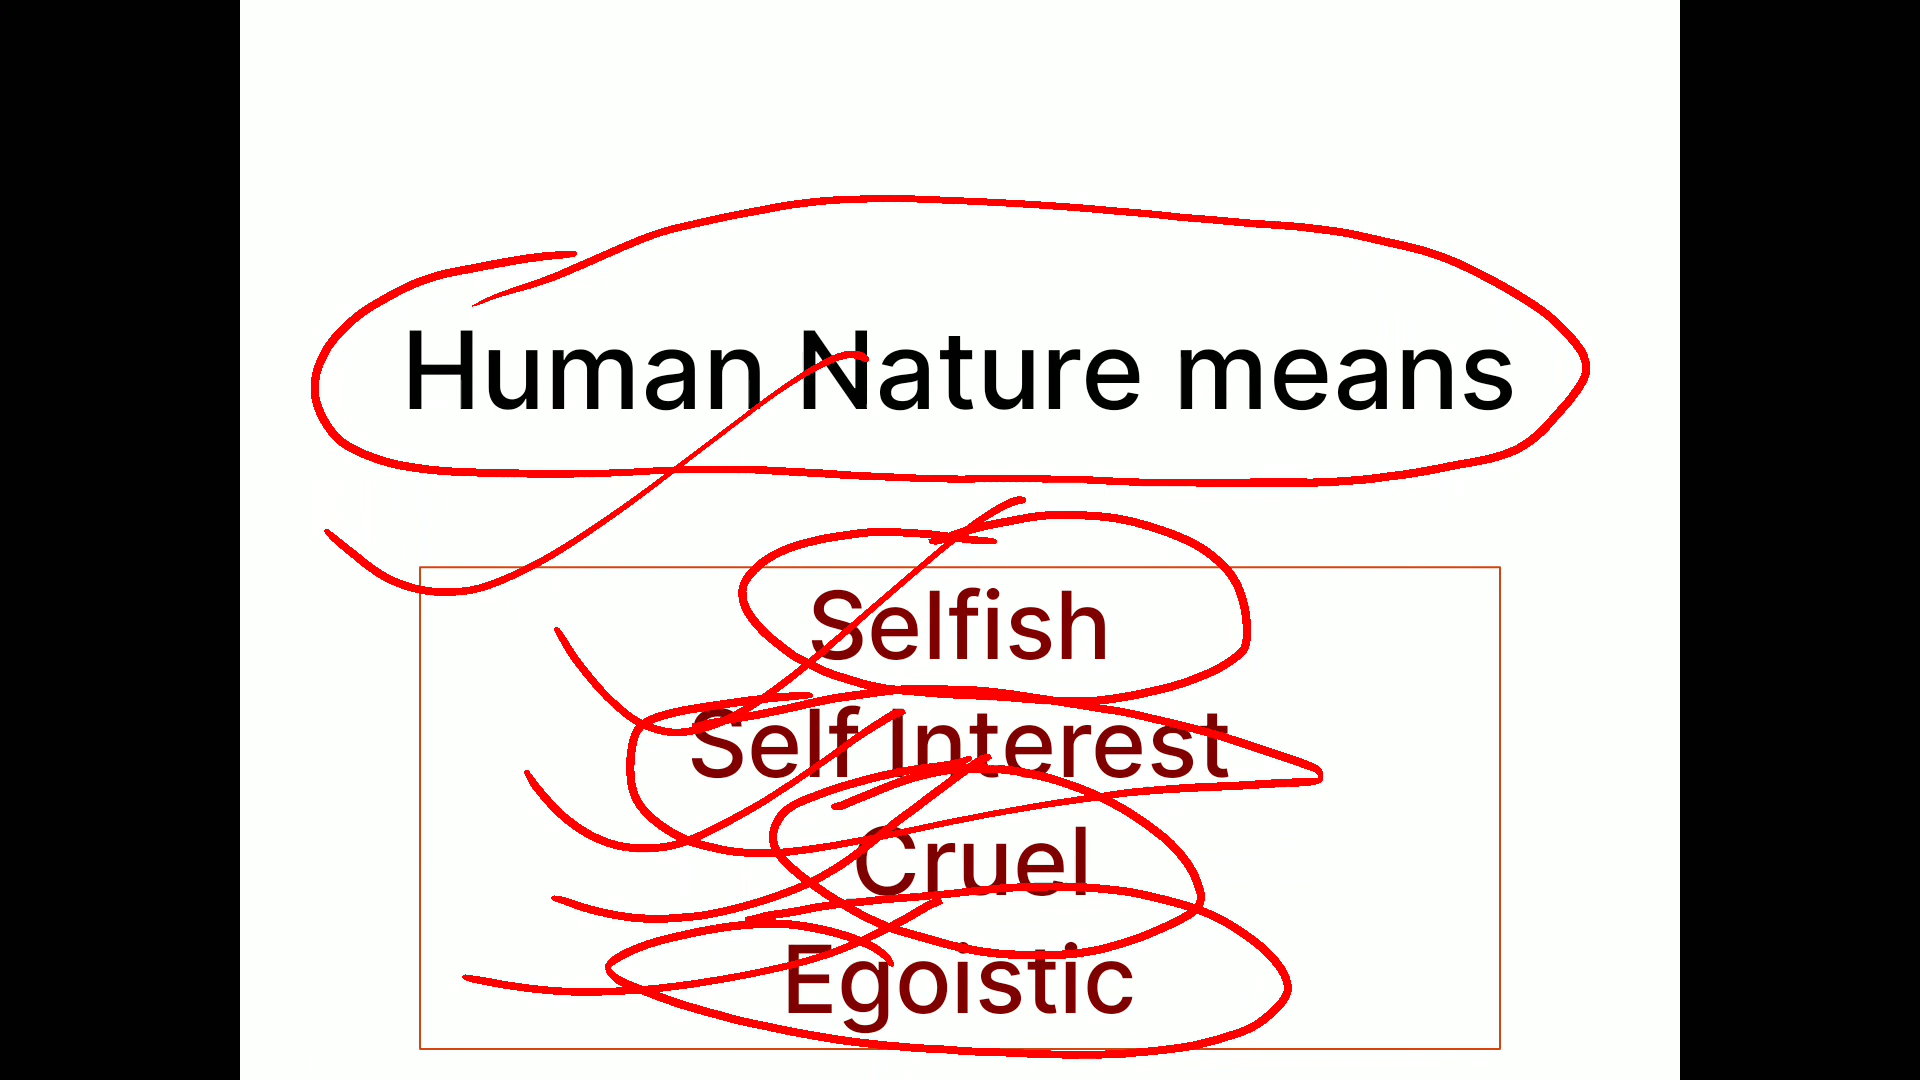 Human Nature means
Selfish
Self Interest
Cruel
Egoistic